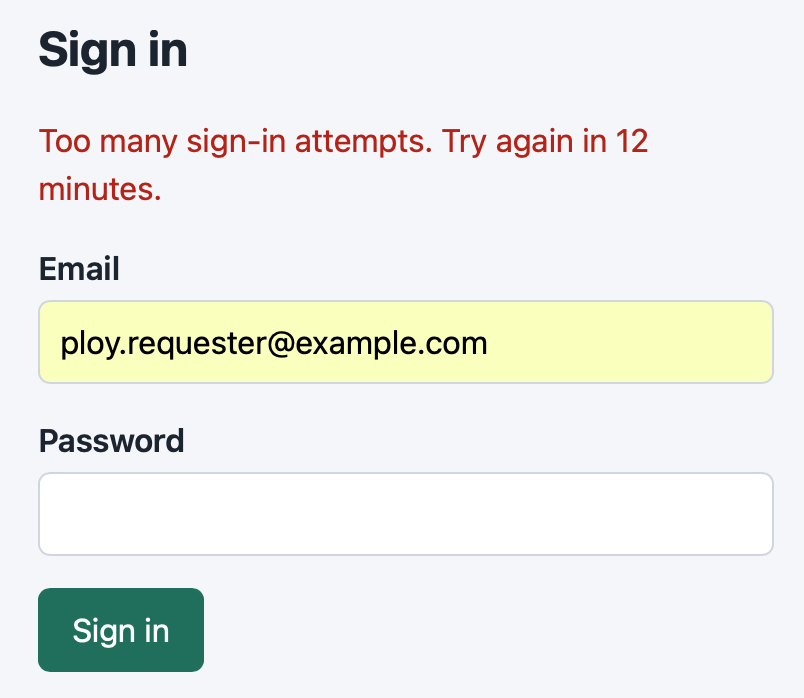 Sign in
Too many sign-in attempts. Try again in 12
minutes.
Email
ploy.requester@example.com
Password
Sign in